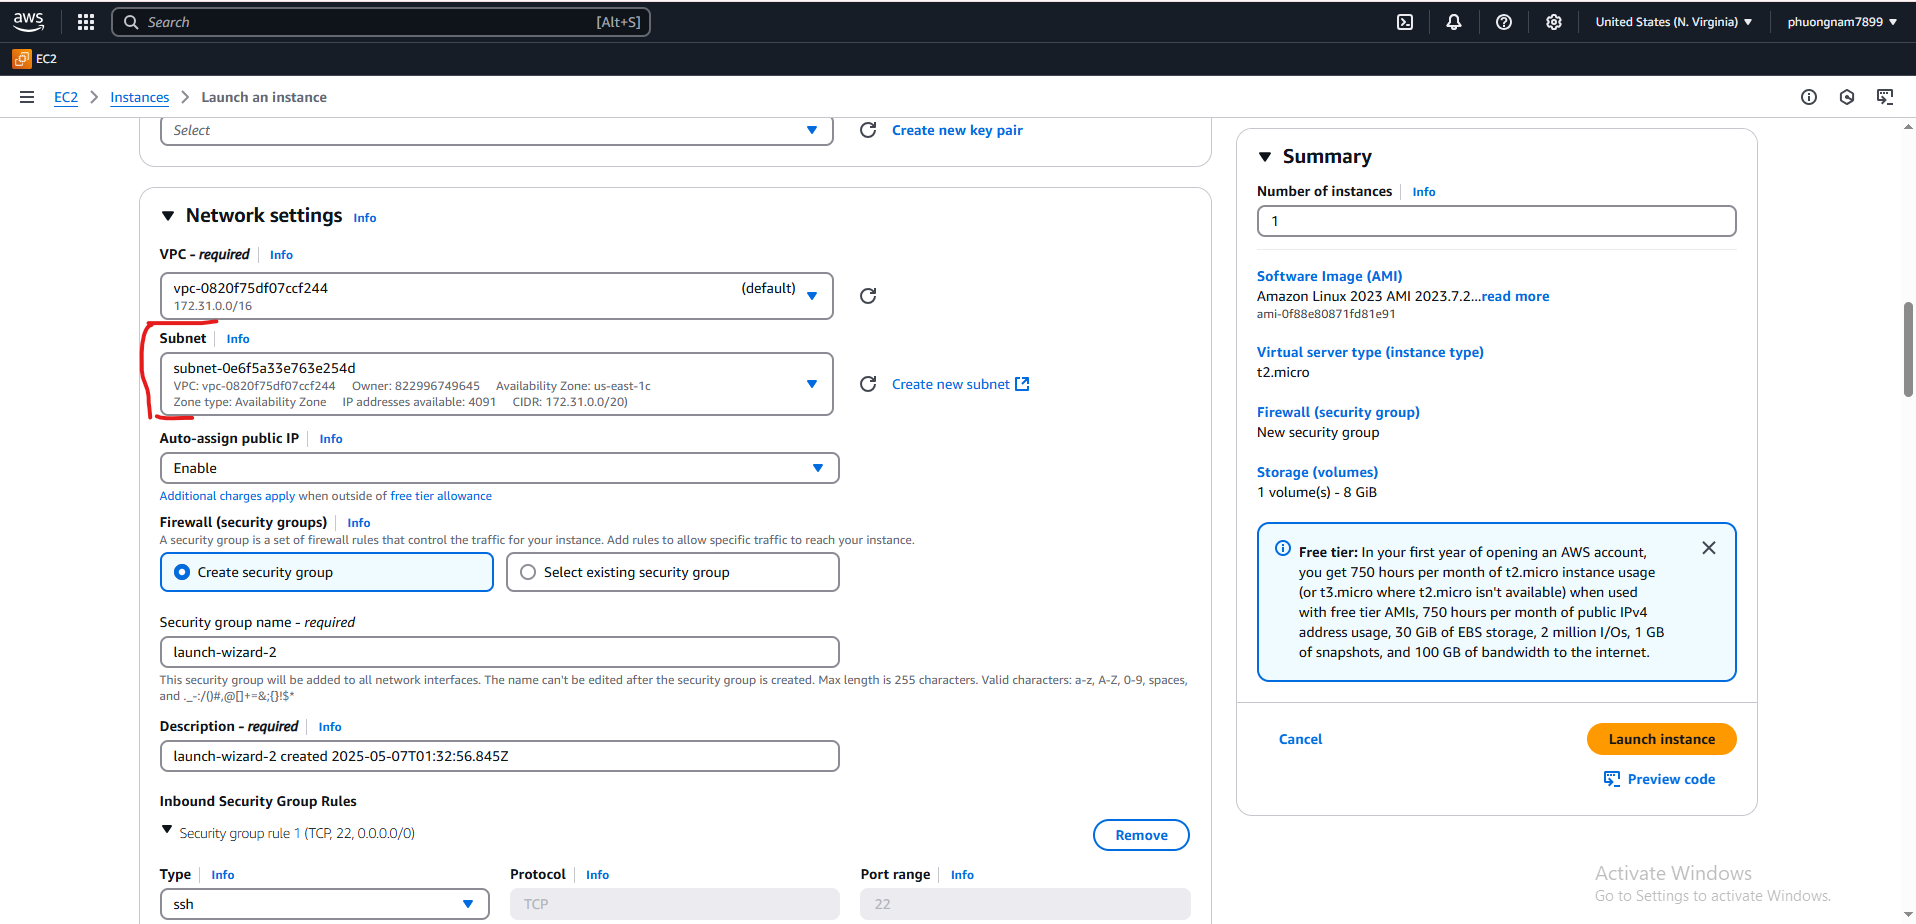 aws
Search [Alt+S]
United States (N. Virginia) phuongnam7899
EC2
EC2 Instances Launch an instance
Select
Create new key pair
Network settings Info
VPC - required Info
vpc-0820f75df07ccf244 (default)
172.31.0.0/16
Subnet Info
subnet-0e6f5a33e763e254d
VPC: vpc-0820f75df07ccf244 Owner: 822996749645 Availability Zone: us-east-1c
Zone type: Availability Zone IP addresses available: 4091 CIDR: 172.31.0.0/20)
Create new subnet
Auto-assign public IP Info
Enable
Additional charges apply when outside of free tier allowance
Firewall (security groups) Info
A security group is a set of firewall rules that control the traffic for your instance. Add rules to allow specific traffic to reach your instance.
Create security group
Select existing security group
Security group name - required
launch-wizard-2
This security group will be added to all network interfaces. The name can't be edited after the security group is created. Max length is 255 characters. Valid characters: a-z, A-Z, 0-9, spaces,
and ._-:/()#,@[]+=&;{}!$*
Description - required Info
launch-wizard-2 created 2025-05-07T01:32:56.845Z
Inbound Security Group Rules
Security group rule 1 (TCP, 22, 0.0.0.0/0)
Remove
Type Info
Protocol Info
Port range Info
ssh
TCP
22
Summary
Number of instances Info
1
Software Image (AMI)
Amazon Linux 2023 AMI 2023.7.2...read more
ami-0f88e80871fd81e91
Virtual server type (instance type)
t2.micro
Firewall (security group)
New security group
Storage (volumes)
1 volume(s) - 8 GiB
Free tier: In your first year of opening an AWS account,
you get 750 hours per month of t2.micro instance usage
(or t3.micro where t2.micro isn't available) when used
with free tier AMIs, 750 hours per month of public IPv4
address usage, 30 GiB of EBS storage, 2 million I/Os, 1 GB
of snapshots, and 100 GB of bandwidth to the internet.
Cancel
Launch instance
Preview code
Activate Windows
Go to Settings to activate Windows.